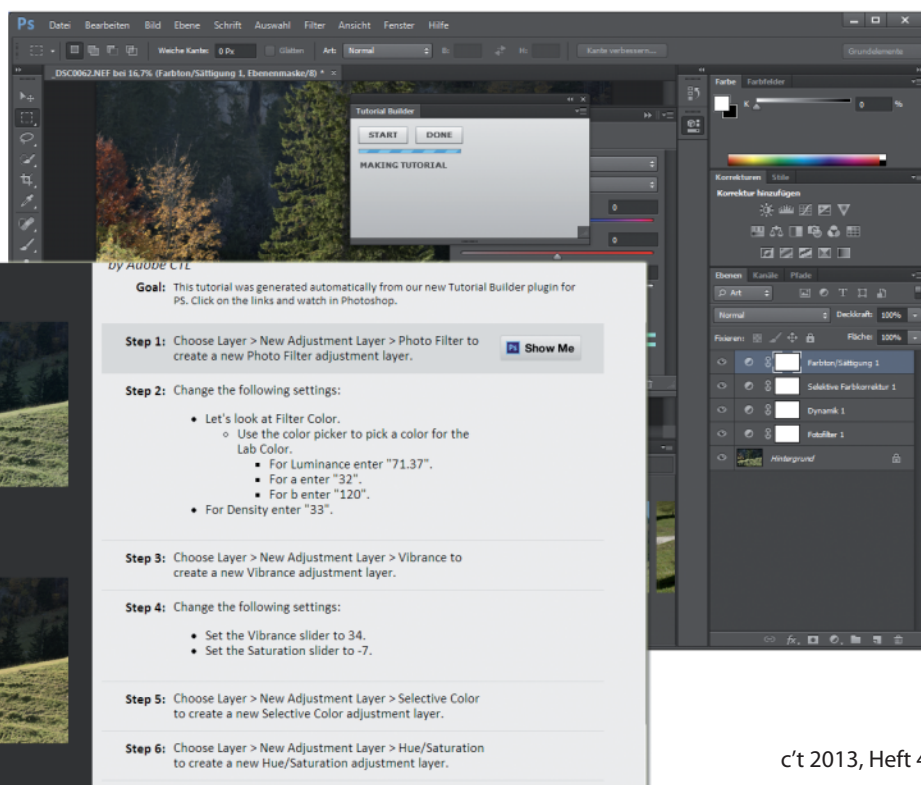 Ps Datei Bearbeiten Bild Ebene Schrift Auswahl Filter Ansicht Fenster Hilfe
Weiche Kante: 0 Px Glätten Art: Normal B: H: Kante verbessern... Grundelemente
_DSC0062.NEF bei 16,7% (Farbton/Sättigung 1, Ebenenmaske/8) * ×
Tutorial Builder
START DONE
MAKING TUTORIAL
0
0
Farbe Farbfelder
K 0 %
Korrekturen Stile
Korrektur hinzufügen
Ebenen Kanäle Pfade
Art
Normal Deckkraft: 100%
Fixieren: Fläche: 100%
Farbton/Sättigung 1
Selektive Farbkorrektur 1
Dynamik 1
Fotofilter 1
Hintergrund
fx
by Adobe CTL
Goal: This tutorial was generated automatically from our new Tutorial Builder plugin for
PS. Click on the links and watch in Photoshop.
Step 1: Choose Layer > New Adjustment Layer > Photo Filter to
create a new Photo Filter adjustment layer.
Ps Show Me
Step 2: Change the following settings:
• Let's look at Filter Color.
○ Use the color picker to pick a color for the
Lab Color.
▪ For Luminance enter "71.37".
▪ For a enter "32".
▪ For b enter "120".
• For Density enter "33".
Step 3: Choose Layer > New Adjustment Layer > Vibrance to
create a new Vibrance adjustment layer.
Step 4: Change the following settings:
• Set the Vibrance slider to 34.
• Set the Saturation slider to -7.
Step 5: Choose Layer > New Adjustment Layer > Selective Color
to create a new Selective Color adjustment layer.
Step 6: Choose Layer > New Adjustment Layer > Hue/Saturation
to create a new Hue/Saturation adjustment layer.
c't 2013, Heft 4